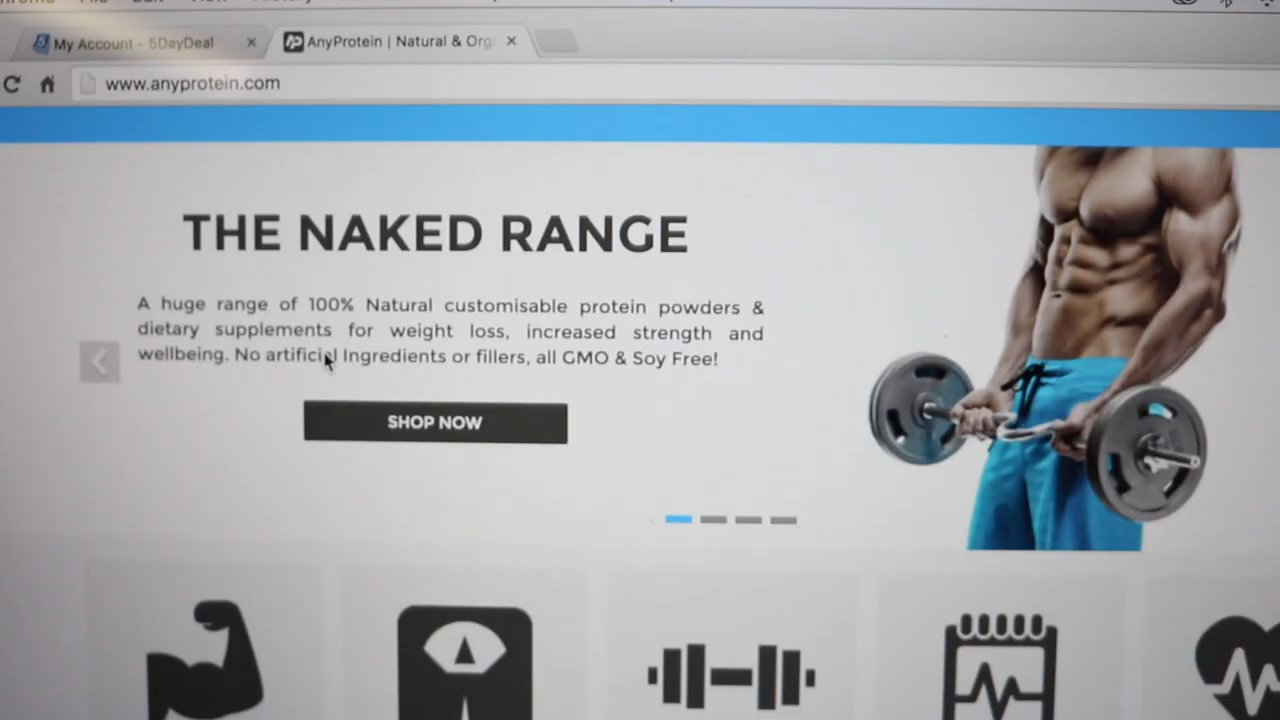 My Account - 5DayDeal
AnyProtein | Natural & Org
www.anyprotein.com
THE NAKED RANGE
A huge range of 100% Natural customisable protein powders &
dietary supplements for weight loss, increased strength and
wellbeing. No artificial Ingredients or fillers, all GMO & Soy Free!
SHOP NOW